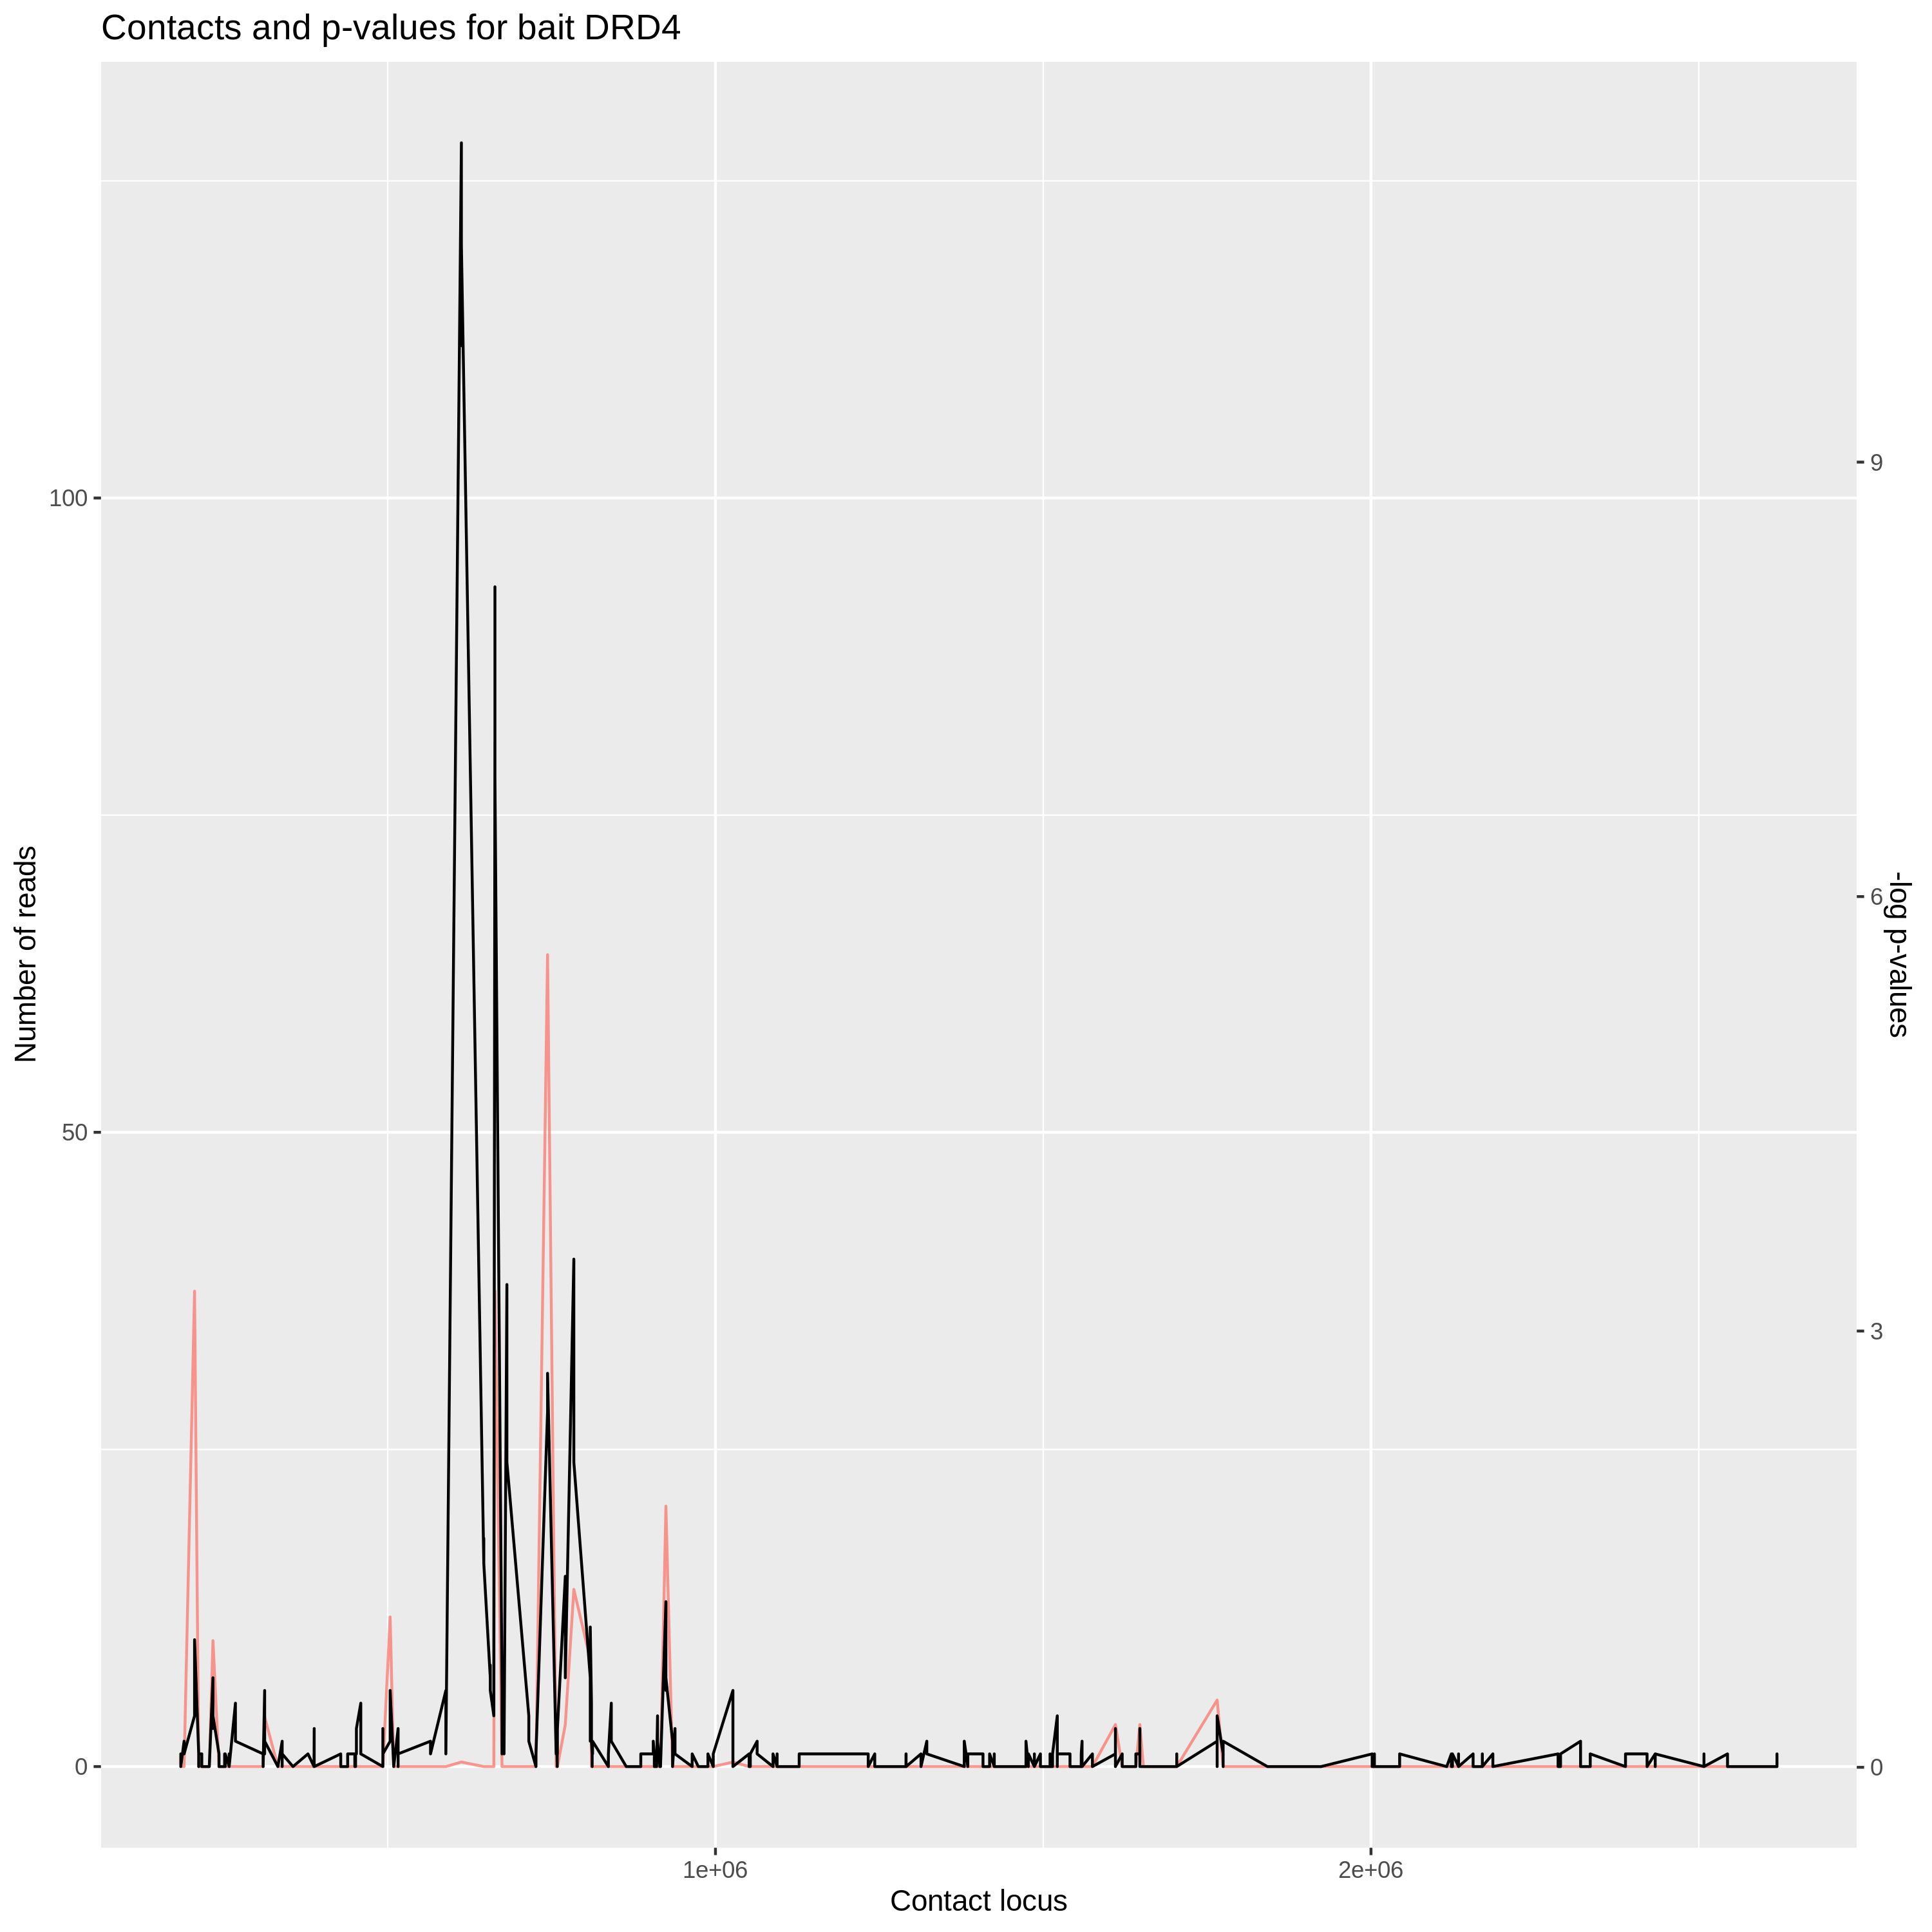 Contacts and p-values for bait DRD4
Number of reads
100
50
0
9
6
3
0
-log p-values
1e+06
2e+06
Contact locus